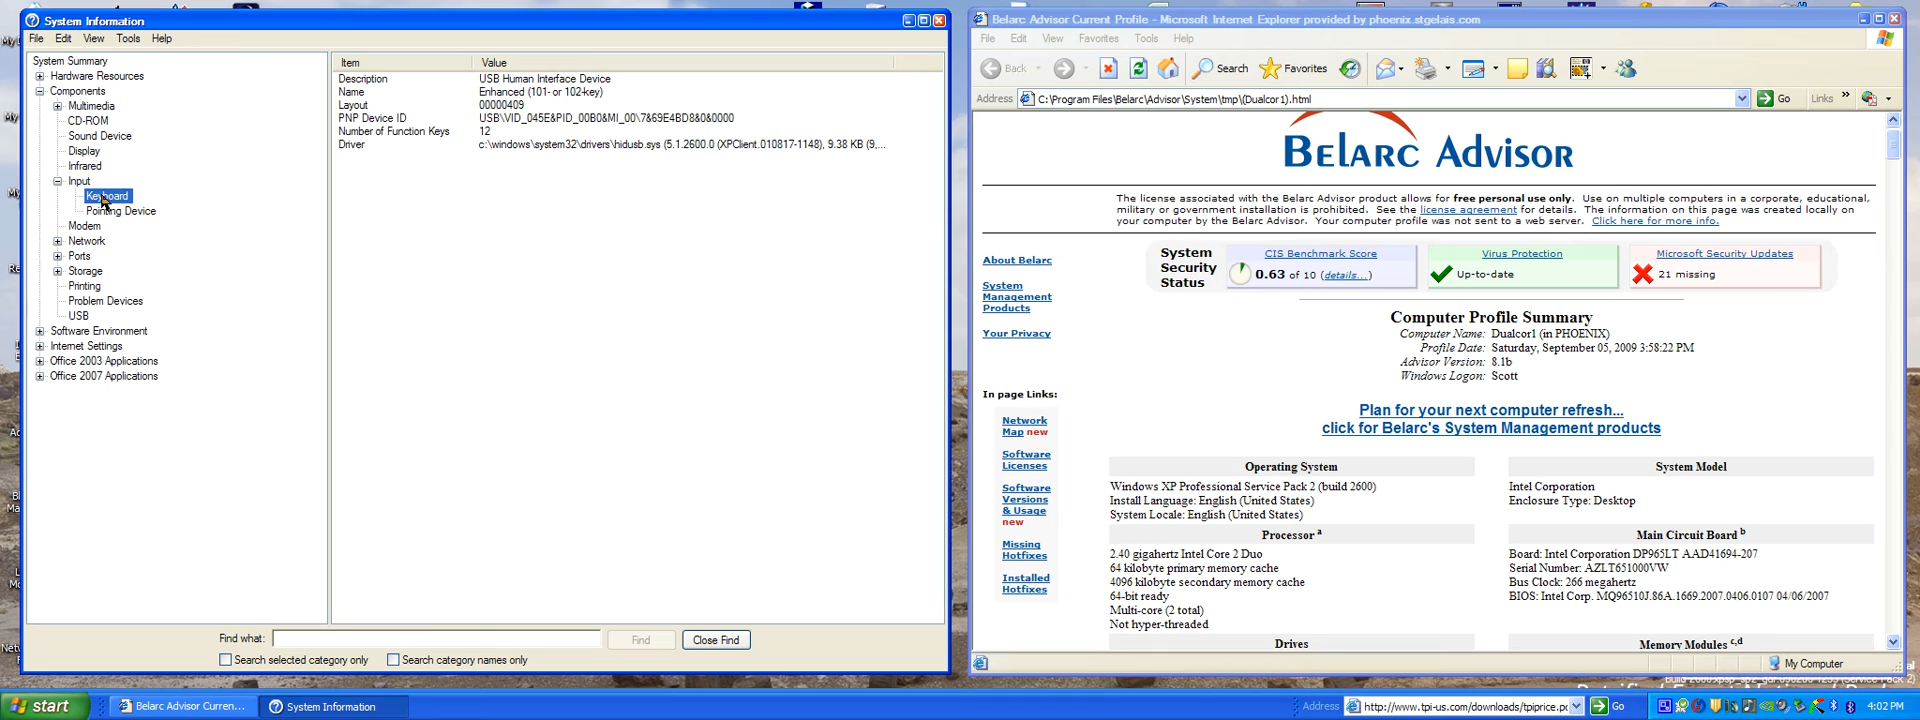 System Information
File Edit View Tools Help
System Summary
Hardware Resources
Components
Multimedia
CD-ROM
Sound Device
Display
Infrared
Input
Keyboard
Pointing Device
Modem
Network
Ports
Storage
Printing
Problem Devices
USB
Software Environment
Internet Settings
Office 2003 Applications
Office 2007 Applications
Item Value
Description USB Human Interface Device
Name Enhanced (101- or 102-key)
Layout 00000409
PNP Device ID USB\VID_045E&PID_00B0&MI_00\7&69E4BD8&0&0000
Number of Function Keys 12
Driver c:\windows\system32\drivers\hidusb.sys (5.1.2600.0 (XPClient.010817-1148), 9.38 KB (9,...
Find what: Find Close Find
Search selected category only Search category names only
Belarc Advisor Current Profile - Microsoft Internet Explorer provided by phoenix.stgelais.com
File Edit View Favorites Tools Help
Back Search Favorites
Address C:\Program Files\Belarc\Advisor\System\tmp\(Dualcor1).html Go Links »
BELARC ADVISOR
The license associated with the Belarc Advisor product allows for free personal use only. Use on multiple computers in a corporate, educational,
military or government installation is prohibited. See the license agreement for details. The information on this page was created locally on
your computer by the Belarc Advisor. Your computer profile was not sent to a web server. Click here for more info.
About Belarc
System
Management
Products
Your Privacy
In page Links:
Network
Map new
Software
Licenses
Software
Versions
& Usage
new
Missing
Hotfixes
Installed
Hotfixes
System
Security
Status
CIS Benchmark Score
0.63 of 10 (details...)
Virus Protection
Up-to-date
Microsoft Security Updates
21 missing
Computer Profile Summary
Computer Name: Dualcor1 (in PHOENIX)
Profile Date: Saturday, September 05, 2009 3:58:22 PM
Advisor Version: 8.1b
Windows Logon: Scott
Plan for your next computer refresh...
click for Belarc's System Management products
Operating System
Windows XP Professional Service Pack 2 (build 2600)
Install Language: English (United States)
System Locale: English (United States)
System Model
Intel Corporation
Enclosure Type: Desktop
Processor a
2.40 gigahertz Intel Core 2 Duo
64 kilobyte primary memory cache
4096 kilobyte secondary memory cache
64-bit ready
Multi-core (2 total)
Not hyper-threaded
Main Circuit Board b
Board: Intel Corporation DP965LT AAD41694-207
Serial Number: AZLT651000VW
Bus Clock: 266 megahertz
BIOS: Intel Corp. MQ96510J.86A.1669.2007.0406.0107 04/06/2007
Drives
Memory Modules c,d
My Computer
start Belarc Advisor Curren... System Information Address http://www.tpi-us.com/downloads/tpiprice.pc Go 4:02 PM